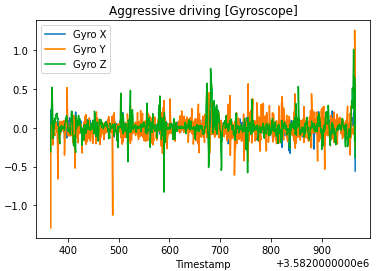 Aggressive driving [Gyroscope]
Gyro X
Gyro Y
Gyro Z
1.0
0.5
0.0
−0.5
−1.0
400 500 600 700 800 900
Timestamp
+3.5820000000e6